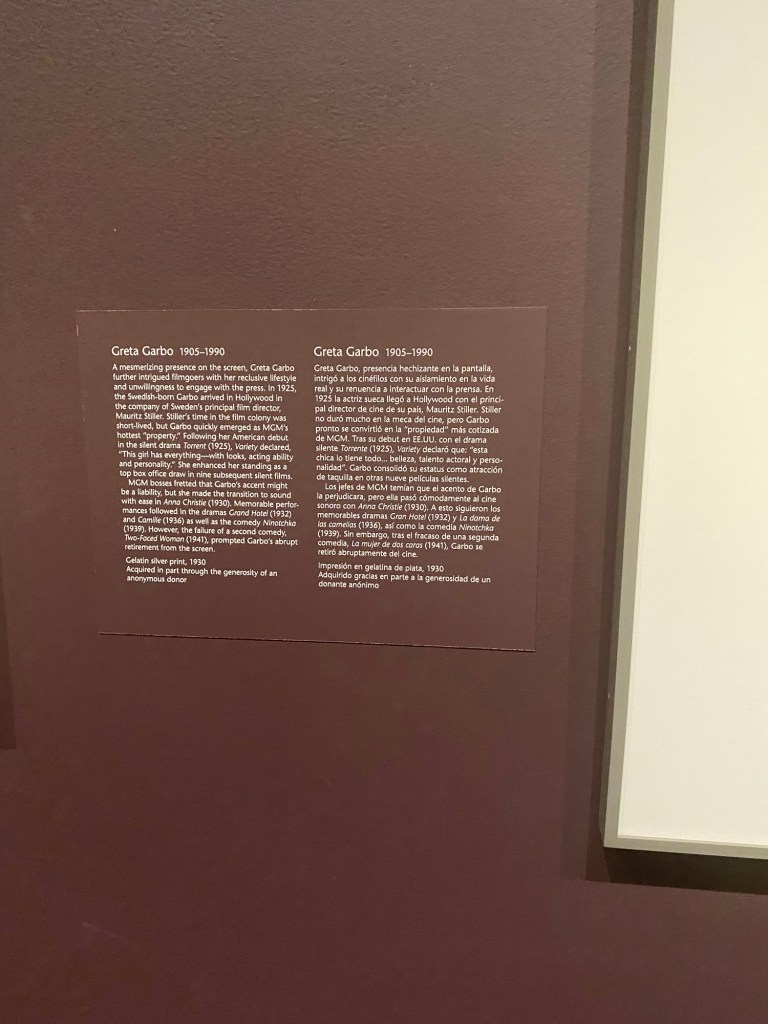 Greta Garbo 1905–1990
A mesmerizing presence on the screen, Greta Garbo
further intrigued filmgoers with her reclusive lifestyle
and unwillingness to engage with the press. In 1925,
the Swedish-born Garbo arrived in Hollywood in
the company of Sweden's principal film director,
Mauritz Stiller. Stiller's time in the film colony was
short-lived, but Garbo quickly emerged as MGM's
hottest "property." Following her American debut
in the silent drama Torrent (1925), Variety declared,
"This girl has everything—with looks, acting ability
and personality." She enhanced her standing as a
top box office draw in nine subsequent silent films.
MGM bosses fretted that Garbo's accent might
be a liability, but she made the transition to sound
with ease in Anna Christie (1930). Memorable perfor-
mances followed in the dramas Grand Hotel (1932)
and Camille (1936) as well as the comedy Ninotchka
(1939). However, the failure of a second comedy,
Two-Faced Woman (1941), prompted Garbo's abrupt
retirement from the screen.
Gelatin silver print, 1930
Acquired in part through the generosity of an
anonymous donor
Greta Garbo 1905–1990
Greta Garbo, presencia hechizante en la pantalla,
intrigó a los cinéfilos con su aislamiento en la vida
real y su renuencia a interactuar con la prensa. En
1925 la actriz sueca llegó a Hollywood con el princi-
pal director de cine de su país, Mauritz Stiller. Stiller
no duró mucho en la meca del cine, pero Garbo
pronto se convirtió en la "propiedad" más cotizada
de MGM. Tras su debut en EE.UU. con el drama
silente Torrente (1925), Variety declaró que: "esta
chica lo tiene todo... belleza, talento actoral y perso-
nalidad". Garbo consolidó su estatus como atracción
de taquilla en otras nueve películas silentes.
Los jefes de MGM temían que el acento de Garbo
la perjudicara, pero ella pasó cómodamente al cine
sonoro con Anna Christie (1930). A esto siguieron los
memorables dramas Gran Hotel (1932) y La dama de
las camelias (1936), así como la comedia Ninotchka
(1939). Sin embargo, tras el fracaso de una segunda
comedia, La mujer de dos caras (1941), Garbo se
retiró abruptamente del cine.
Impresión en gelatina de plata, 1930
Adquirido gracias en parte a la generosidad de un
donante anónimo